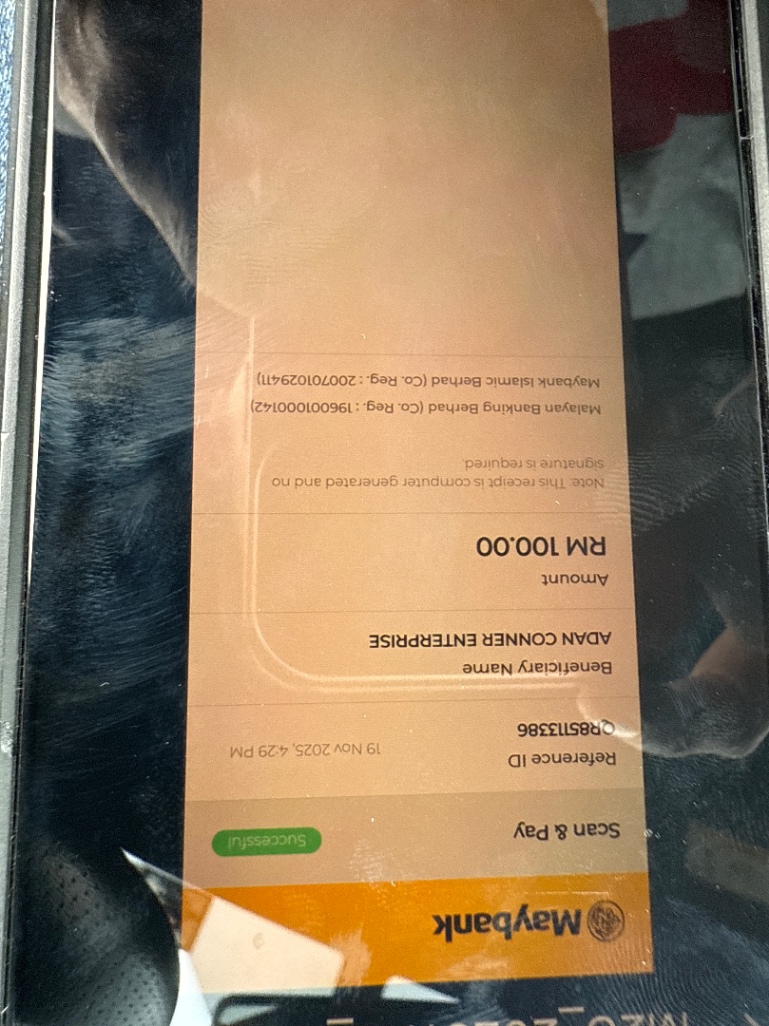 Maybank
Scan & Pay
Successful
Reference ID
19 Nov 2025, 4:29 PM
QR85113386
Beneficiary Name
ADAN CONNER ENTERPRISE
Amount
RM 100.00
Note: This receipt is computer generated and no
signature is required.
Malayan Banking Berhad (Co. Reg. : 196001000142)
Maybank Islamic Berhad (Co. Reg. : 200701029411)